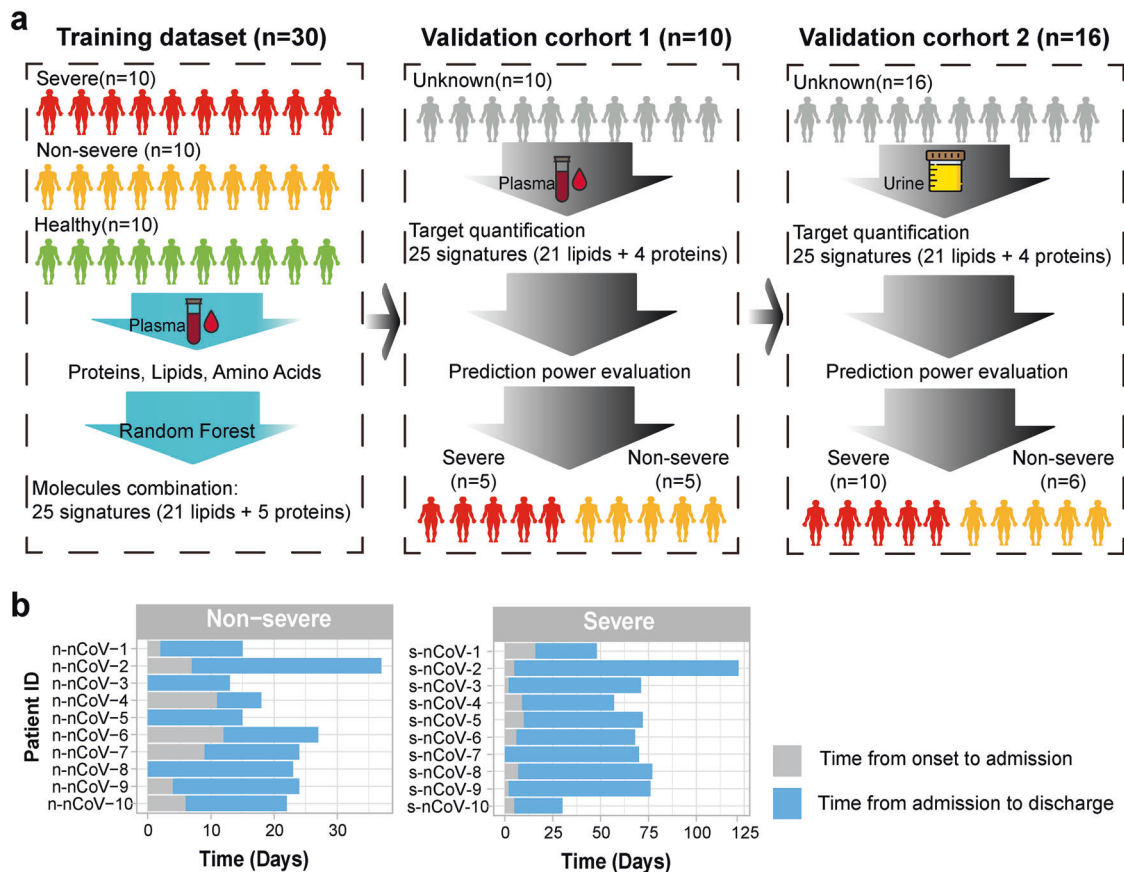 a
Training dataset (n=30)
Severe(n=10)
Non-severe (n=10)
Healthy(n=10)
Plasma
Proteins, Lipids, Amino Acids
Random Forest
Molecules combination:
25 signatures (21 lipids + 5 proteins)
Validation corhort 1 (n=10)
Unknown(n=10)
Plasma
Target quantification
25 signatures (21 lipids + 4 proteins)
Prediction power evaluation
Severe
(n=5)
Non-severe
(n=5)
Validation corhort 2 (n=16)
Unknown(n=16)
Urine
Target quantification
25 signatures (21 lipids + 4 proteins)
Prediction power evaluation
Severe
(n=10)
Non-severe
(n=6)
b
Non−severe
Patient ID
n-nCoV−1
n-nCoV−2
n-nCoV−3
n-nCoV−4
n-nCoV−5
n-nCoV−6
n-nCoV−7
n-nCoV−8
n-nCoV−9
n-nCoV−10
0 10 20 30
Time (Days)
Severe
s-nCoV-1
s-nCoV-2
s-nCoV-3
s-nCoV-4
s-nCoV-5
s-nCoV-6
s-nCoV-7
s-nCoV-8
s-nCoV-9
s-nCoV-10
0 25 50 75 100 125
Time (Days)
Time from onset to admission
Time from admission to discharge